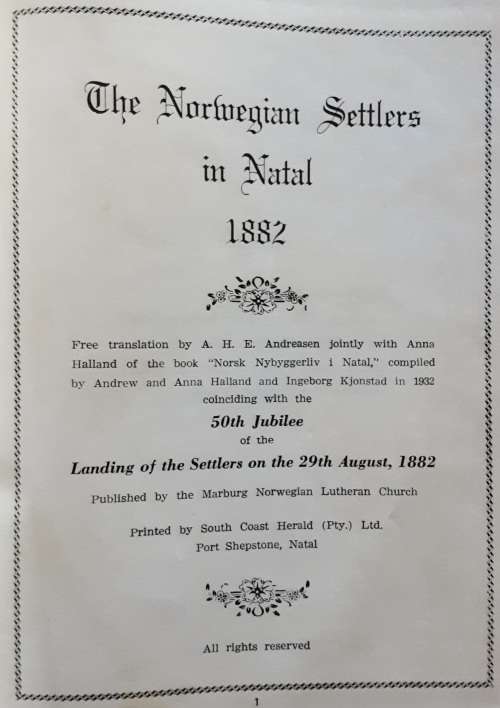 The Norwegian Settlers
in Natal
1882
Free translation by A. H. E. Andreasen jointly with Anna
Halland of the book "Norsk Nybyggerliv i Natal," compiled
by Andrew and Anna Halland and Ingeborg Kjonstad in 1932
coinciding with the
50th Jubilee
of the
Landing of the Settlers on the 29th August, 1882
Published by the Marburg Norwegian Lutheran Church
Printed by South Coast Herald (Pty.) Ltd.
Port Shepstone, Natal
All rights reserved
1